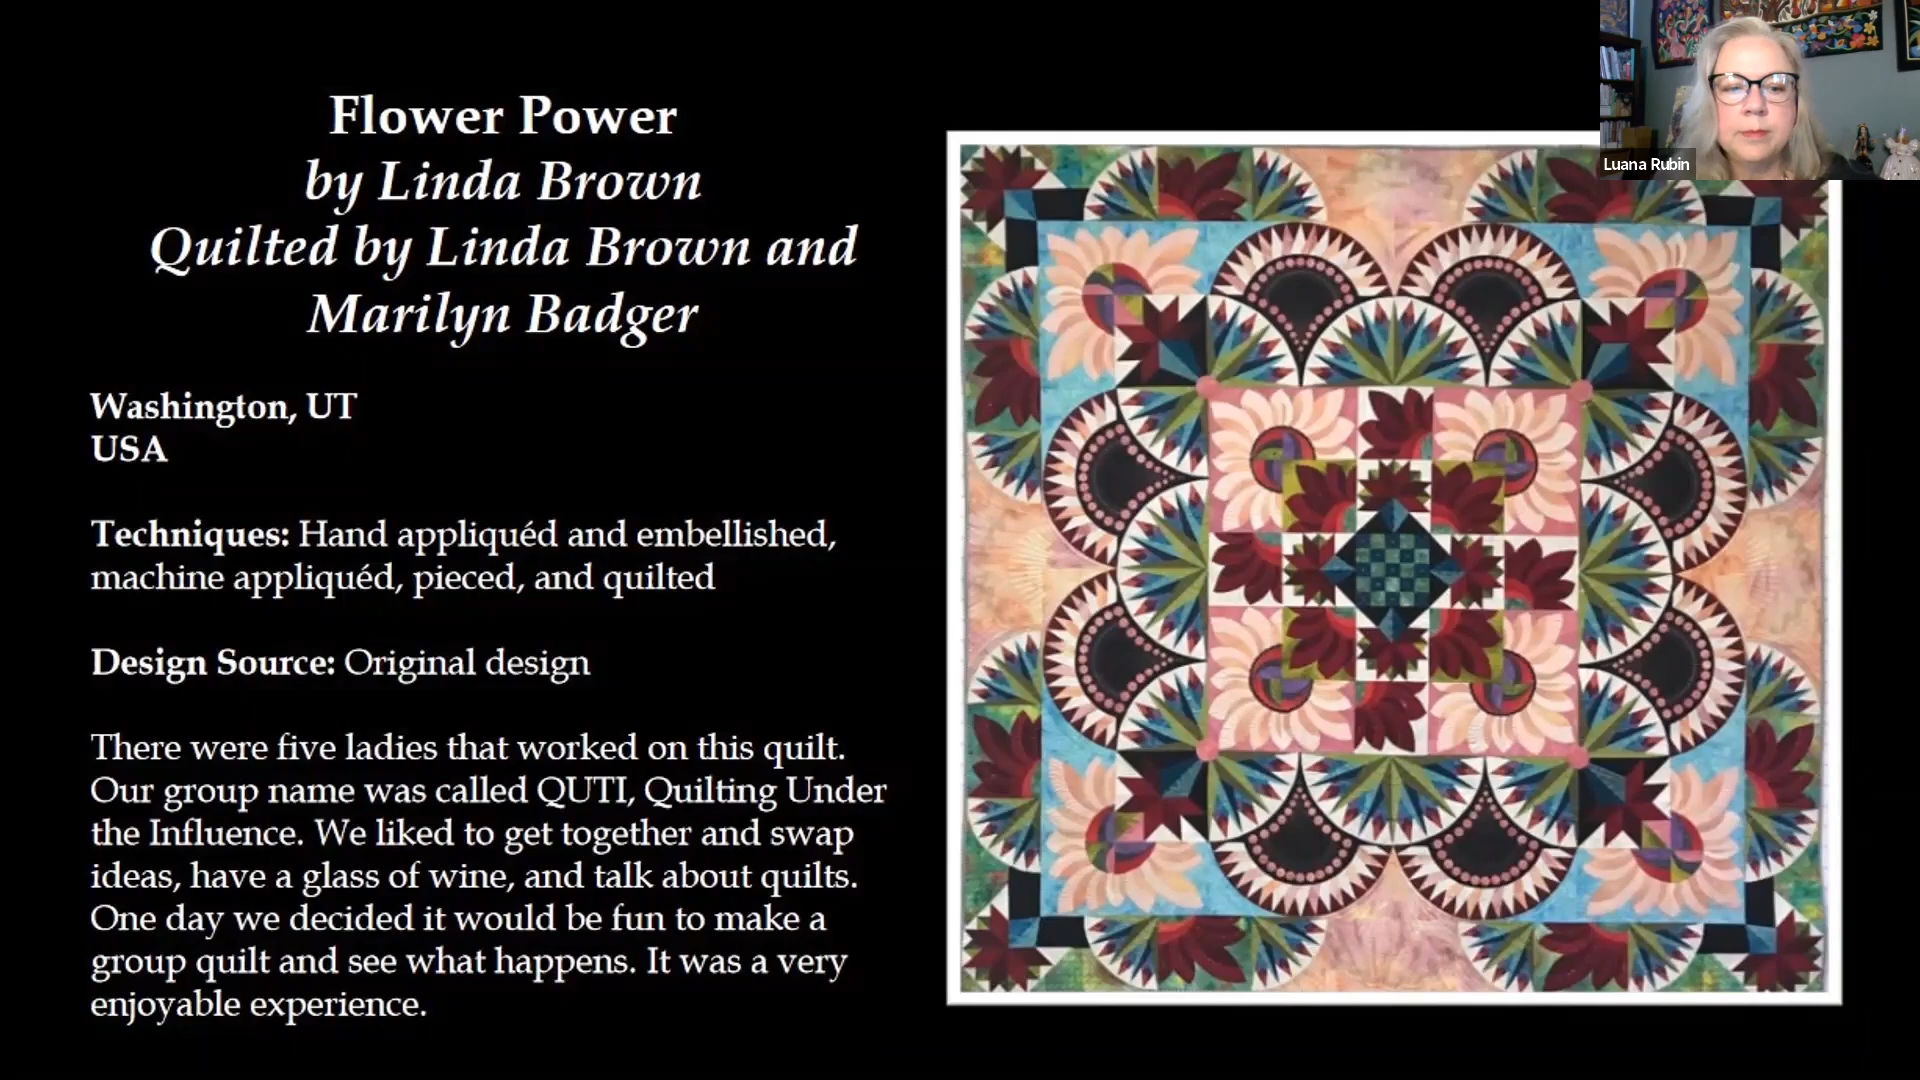 Flower Power
by Linda Brown
Quilted by Linda Brown and
Marilyn Badger
Washington, UT
USA
Techniques: Hand appliquéd and embellished,
machine appliquéd, pieced, and quilted
Design Source: Original design
There were five ladies that worked on this quilt.
Our group name was called QUTI, Quilting Under
the Influence. We liked to get together and swap
ideas, have a glass of wine, and talk about quilts.
One day we decided it would be fun to make a
group quilt and see what happens. It was a very
enjoyable experience.
Luana Rubin